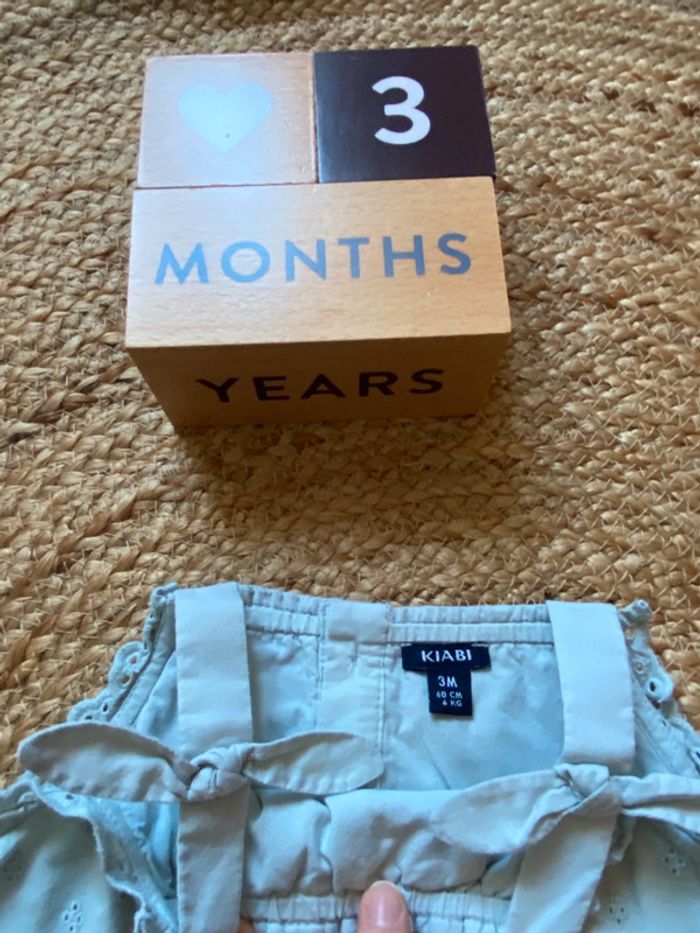 3
MONTHS
YEARS
KIABI
3M
60 CM
6 KG